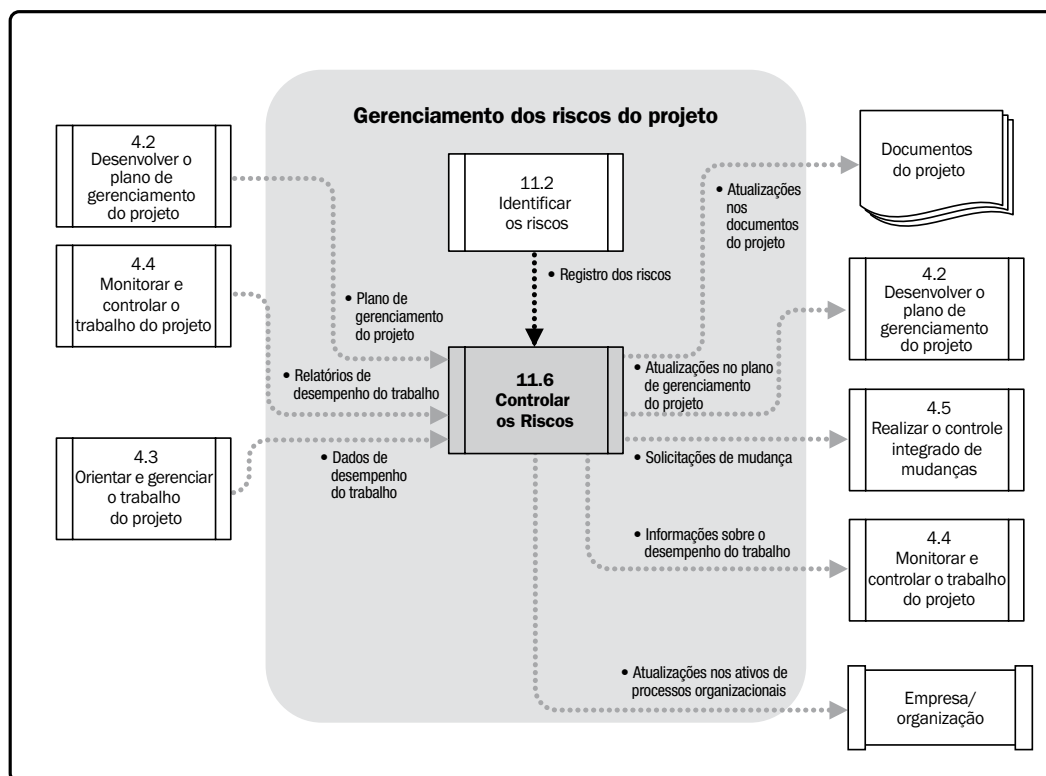 Gerenciamento dos riscos do projeto
4.2
Desenvolver o
plano de
gerenciamento
do projeto
4.4
Monitorar e
controlar o
trabalho do projeto
4.3
Orientar e gerenciar
o trabalho
do projeto
11.2
Identificar
os riscos
• Registro dos riscos
• Plano de
gerenciamento
do projeto
• Relatórios de
desempenho do trabalho
• Dados de
desempenho
do trabalho
11.6
Controlar
os Riscos
• Atualizações
nos
documentos
do projeto
• Atualizações no plano
de gerenciamento
do projeto
• Solicitações de mudança
• Informações sobre o
desempenho do trabalho
• Atualizações nos ativos de
processos organizacionais
Documentos
do projeto
4.2
Desenvolver o
plano de
gerenciamento
do projeto
4.5
Realizar o controle
integrado de
mudanças
4.4
Monitorar e
controlar o trabalho
do projeto
Empresa/
organização